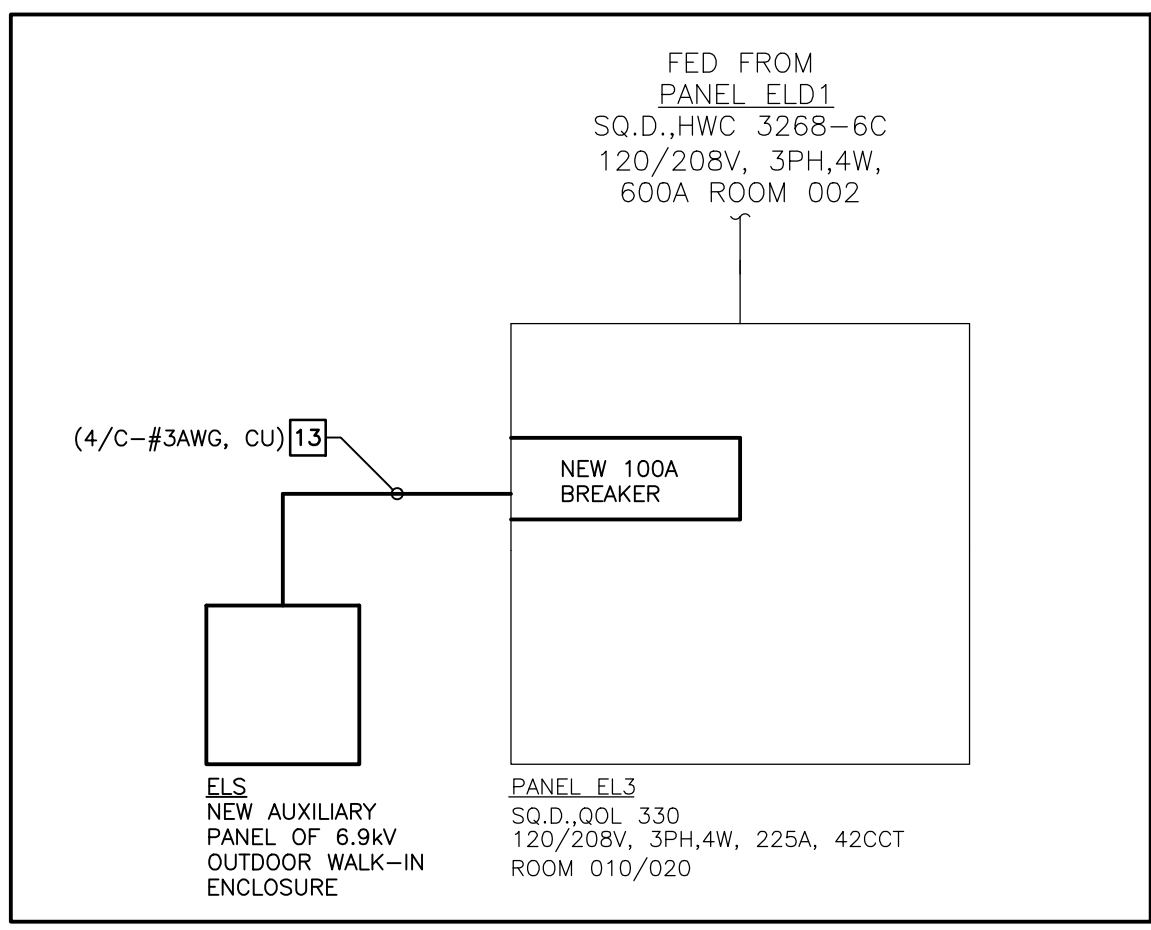 FED FROM
PANEL ELD1
SQ.D.,HWC 3268-6C
120/208V, 3PH,4W,
600A ROOM 002
(4/C-#3AWG, CU) 13
NEW 100A
BREAKER
ELS
NEW AUXILIARY
PANEL OF 6.9kV
OUTDOOR WALK-IN
ENCLOSURE
PANEL EL3
SQ.D.,QOL 330
120/208V, 3PH,4W, 225A, 42CCT
ROOM 010/020